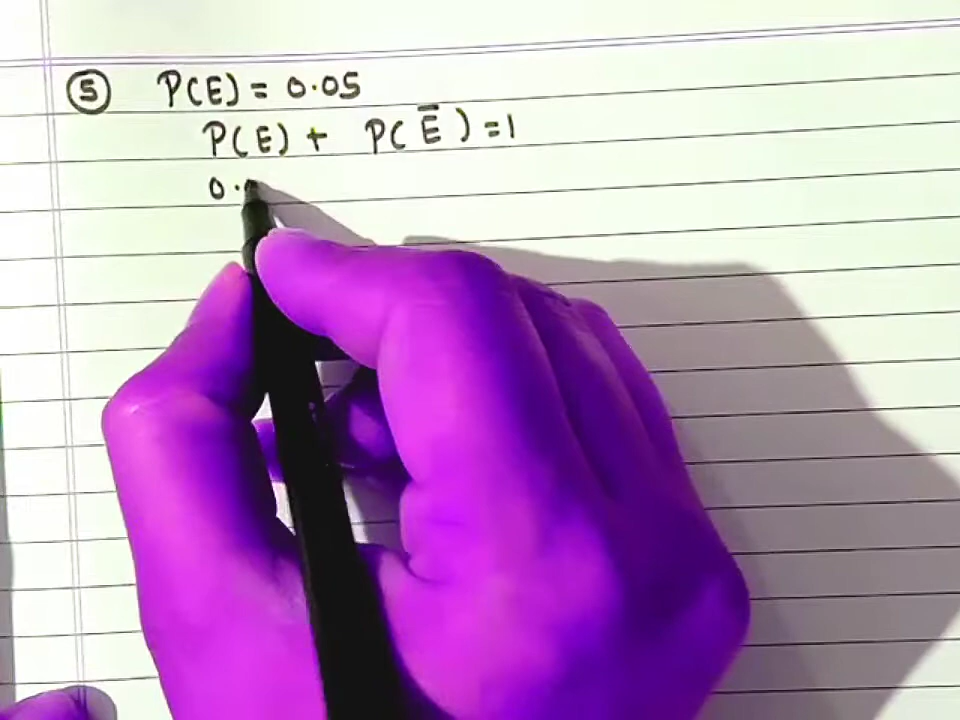 ⑤ P(E) = 0.05
P(E) + P(E̅) = 1
0.